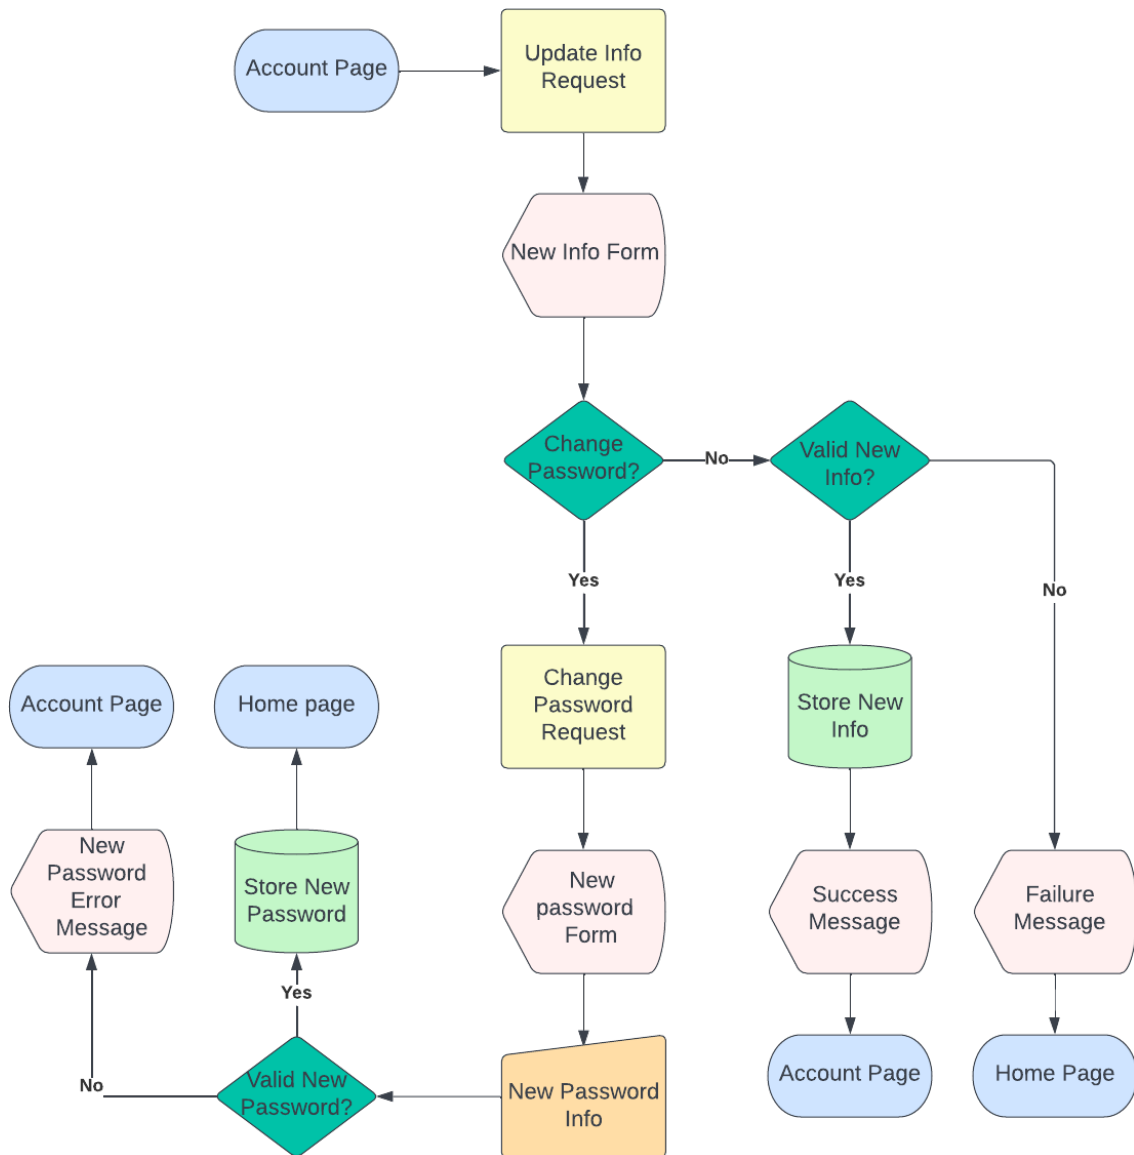 Account Page
Update Info
Request
New Info Form
Change
Password?
No
Valid New
Info?
Yes
Yes
No
Account Page
Home page
Change
Password
Request
Store New
Info
New
Password
Error
Message
Store New
Password
New
password
Form
Success
Message
Failure
Message
Yes
No
Valid New
Password?
New Password
Info
Account Page
Home Page